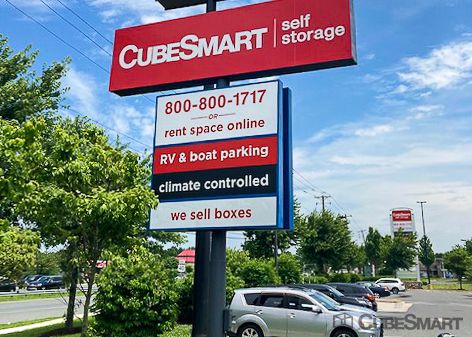 CUBESMART self
storage
800-800-1717
OR
rent space online
RV & boat parking
climate controlled
we sell boxes
CubeSmart
CUBESMART